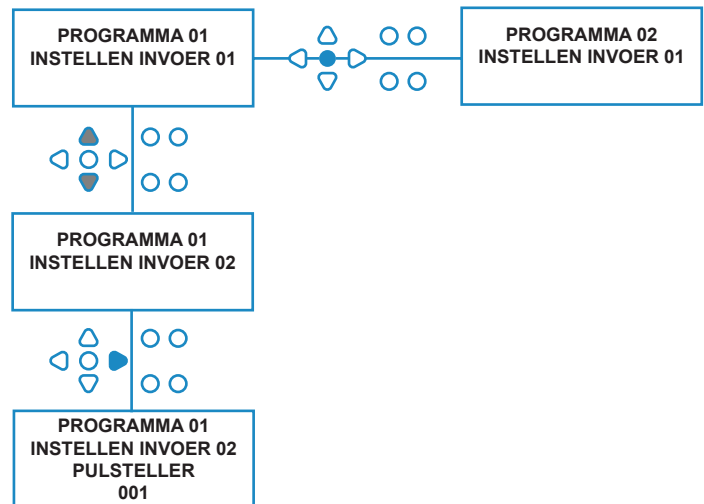 PROGRAMMA 01
INSTELLEN INVOER 01
PROGRAMMA 02
INSTELLEN INVOER 01
PROGRAMMA 01
INSTELLEN INVOER 02
PROGRAMMA 01
INSTELLEN INVOER 02
PULSTELLER
001